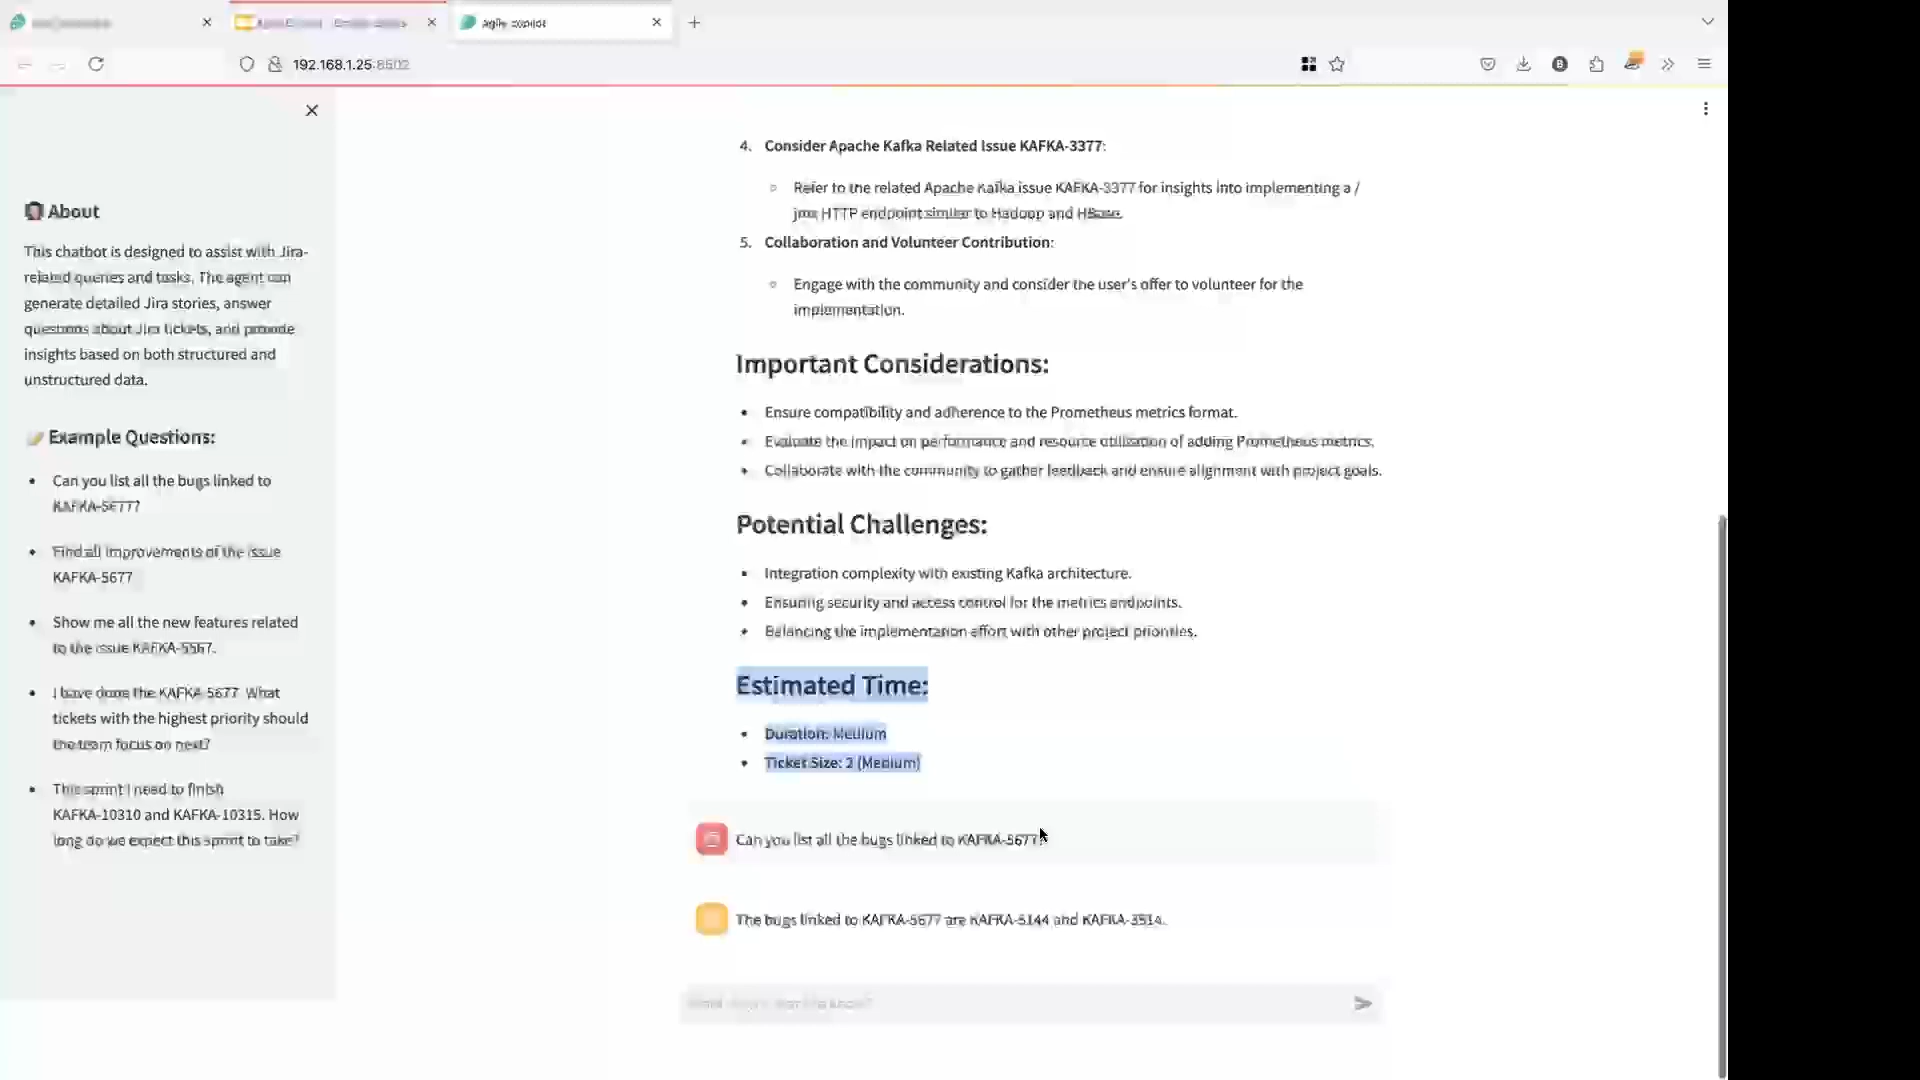 agile copilot
192.168.1.25:8502
About
This chatbot is designed to assist with Jira-
related queries and tasks. The agent can
generate detailed Jira stories, answer
questions about Jira tickets, and provide
insights based on both structured and
unstructured data.
Example Questions:
Can you list all the bugs linked to
KAFKA-5677?
Find all improvements of the issue
KAFKA-5677
Show me all the new features related
to the issue KAFKA-5567.
I have done the KAFKA-5677. What
tickets with the highest priority should
the team focus on next?
This sprint I need to finish
KAFKA-10310 and KAFKA-10315. How
long do we expect this sprint to take?
4. Consider Apache Kafka Related Issue KAFKA-3377:
Refer to the related Apache Kafka issue KAFKA-3377 for insights into implementing a /
jmx HTTP endpoint similar to Hadoop and HBase.
5. Collaboration and Volunteer Contribution:
Engage with the community and consider the user's offer to volunteer for the
implementation.
Important Considerations:
Ensure compatibility and adherence to the Prometheus metrics format.
Evaluate the impact on performance and resource utilization of adding Prometheus metrics.
Collaborate with the community to gather feedback and ensure alignment with project goals.
Potential Challenges:
Integration complexity with existing Kafka architecture.
Ensuring security and access control for the metrics endpoints.
Balancing the implementation effort with other project priorities.
Estimated Time:
Duration: Medium
Ticket Size: 2 (Medium)
Can you list all the bugs linked to KAFKA-5677?
The bugs linked to KAFKA-5677 are KAFKA-5144 and KAFKA-3514.